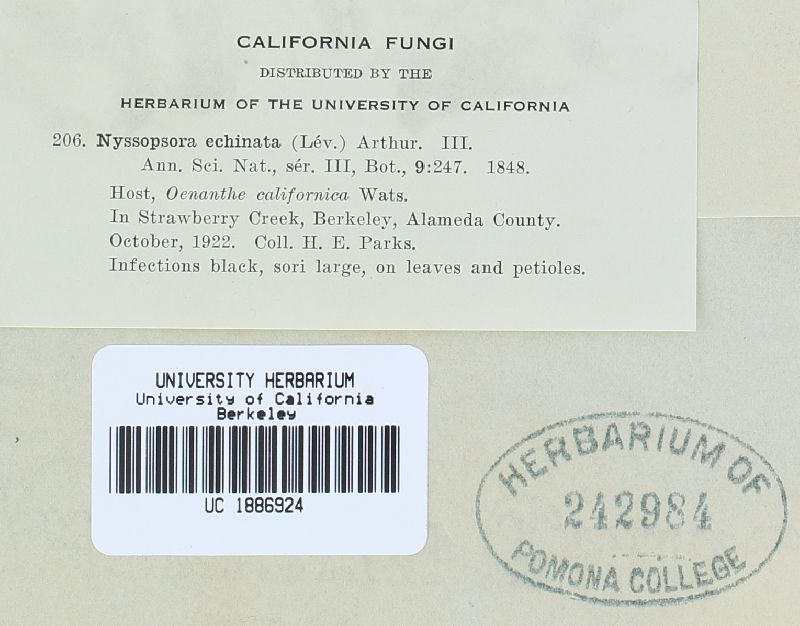 CALIFORNIA FUNGI
DISTRIBUTED BY THE
HERBARIUM OF THE UNIVERSITY OF CALIFORNIA
206. Nyssopsora echinata (Lév.) Arthur. III.
Ann. Sci. Nat., sér. III, Bot., 9:247. 1848.
Host, Oenanthe californica Wats.
In Strawberry Creek, Berkeley, Alameda County.
October, 1922. Coll. H. E. Parks.
Infections black, sori large, on leaves and petioles.
UNIVERSITY HERBARIUM
University of California
Berkeley
UC 1886924
HERBARIUM OF
242984
POMONA COLLEGE